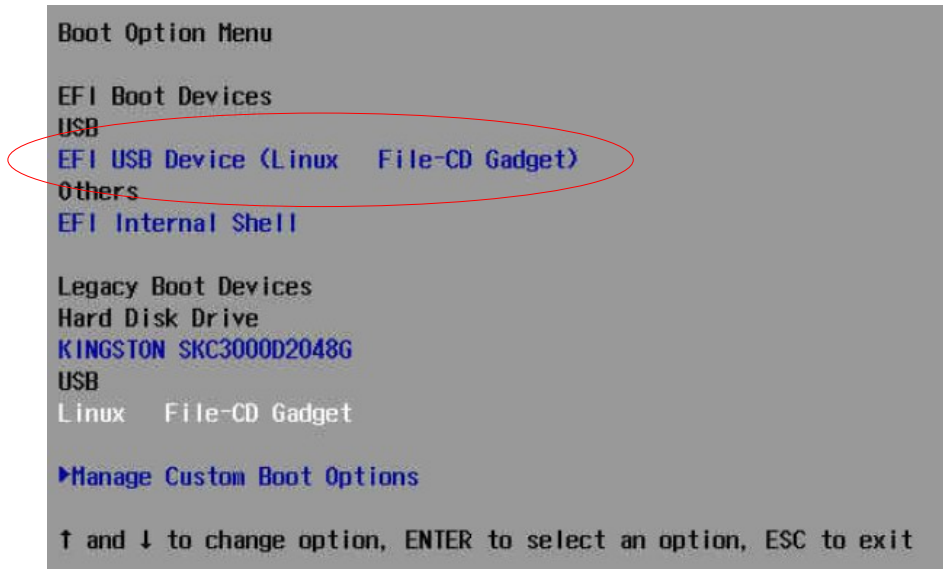 Boot Option Menu
EFI Boot Devices
USB
EFI USB Device (Linux   File-CD Gadget)
Others
EFI Internal Shell
Legacy Boot Devices
Hard Disk Drive
KINGSTON SKC3000D2048G
USB
Linux   File-CD Gadget
▶Manage Custom Boot Options
↑ and ↓ to change option, ENTER to select an option, ESC to exit